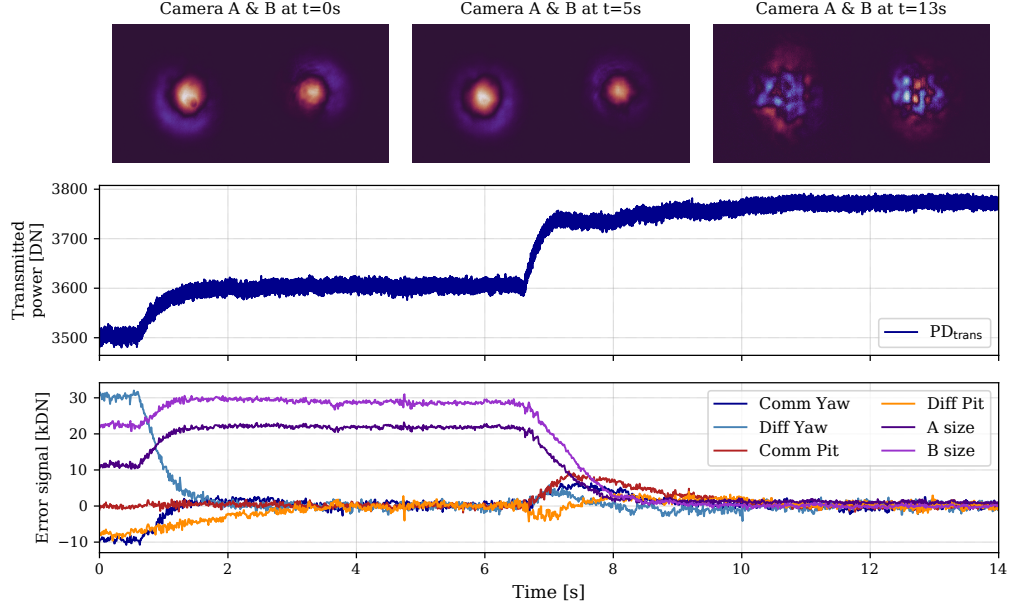 Camera A & B at t=0s
Camera A & B at t=5s
Camera A & B at t=13s
3800
3700
3600
3500
Transmitted
power [DN]
PDtrans
30
20
10
0
−10
Error signal [kDN]
Comm Yaw
Diff Yaw
Comm Pit
Diff Pit
A size
B size
0
2
4
6
8
10
12
14
Time [s]